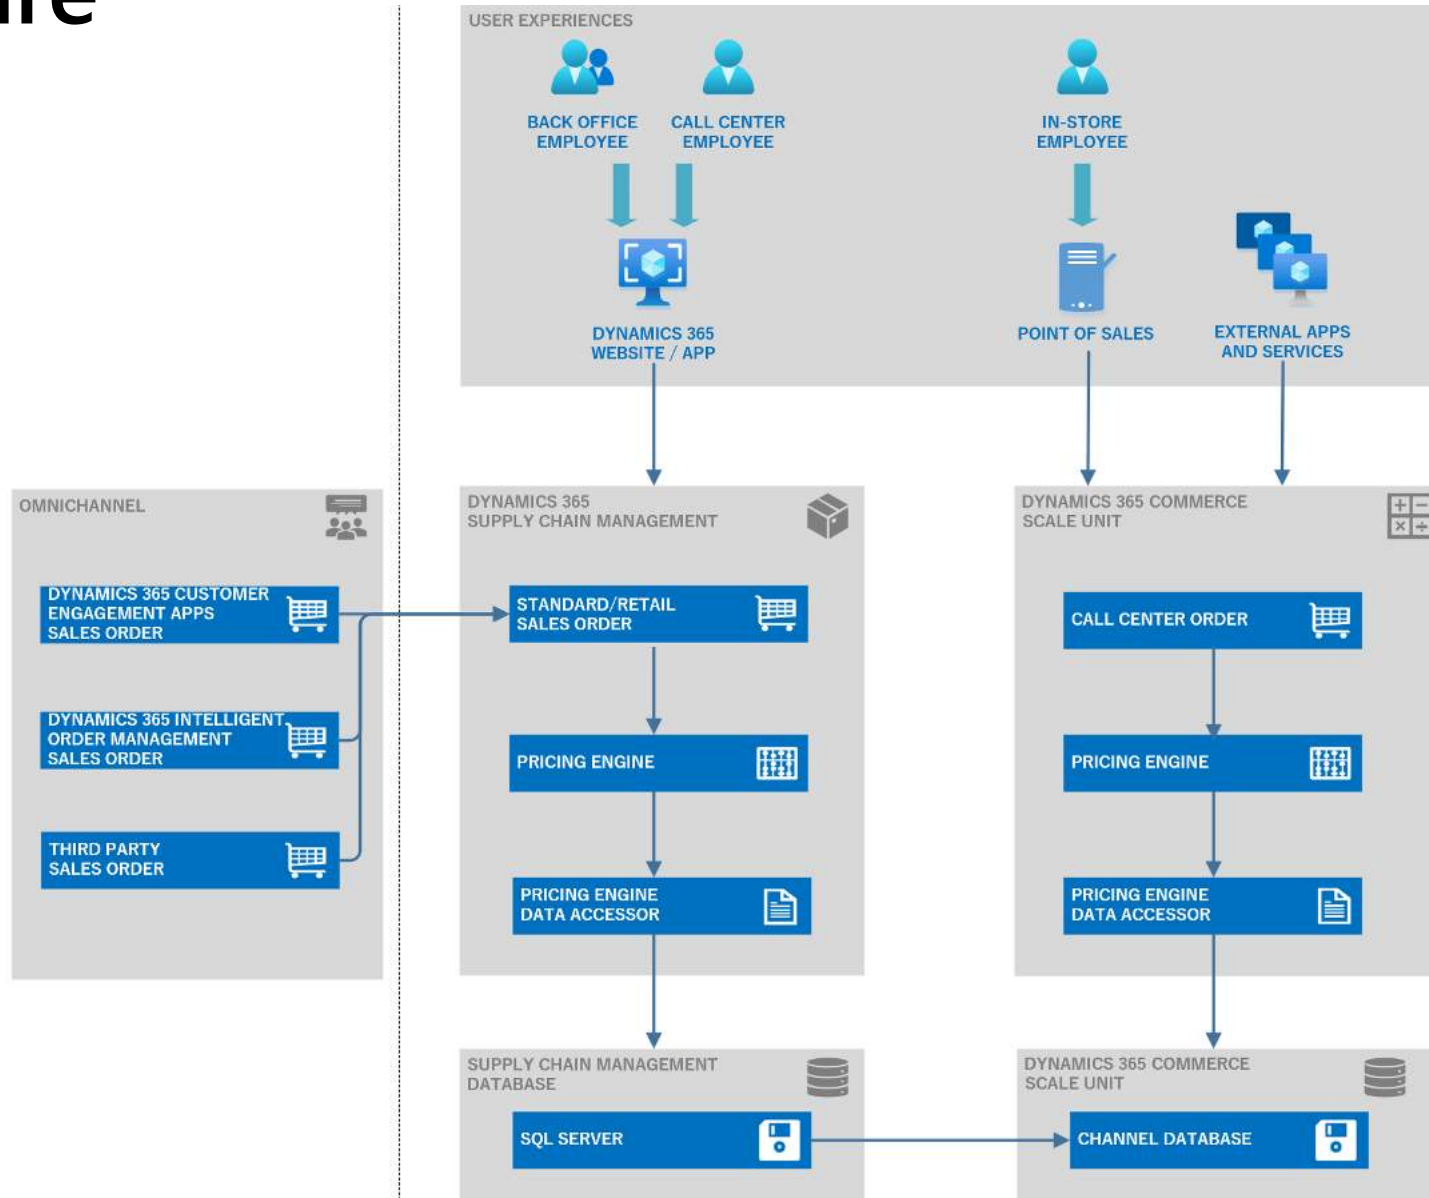 USER EXPERIENCES
BACK OFFICE
EMPLOYEE
CALL CENTER
EMPLOYEE
IN-STORE
EMPLOYEE
DYNAMICS 365
WEBSITE / APP
POINT OF SALES
EXTERNAL APPS
AND SERVICES
OMNICHANNEL
DYNAMICS 365 CUSTOMER
ENGAGEMENT APPS
SALES ORDER
DYNAMICS 365 INTELLIGENT
ORDER MANAGEMENT
SALES ORDER
THIRD PARTY
SALES ORDER
DYNAMICS 365
SUPPLY CHAIN MANAGEMENT
STANDARD/RETAIL
SALES ORDER
PRICING ENGINE
PRICING ENGINE
DATA ACCESSOR
DYNAMICS 365 COMMERCE
SCALE UNIT
CALL CENTER ORDER
PRICING ENGINE
PRICING ENGINE
DATA ACCESSOR
SUPPLY CHAIN MANAGEMENT
DATABASE
SQL SERVER
DYNAMICS 365 COMMERCE
SCALE UNIT
CHANNEL DATABASE